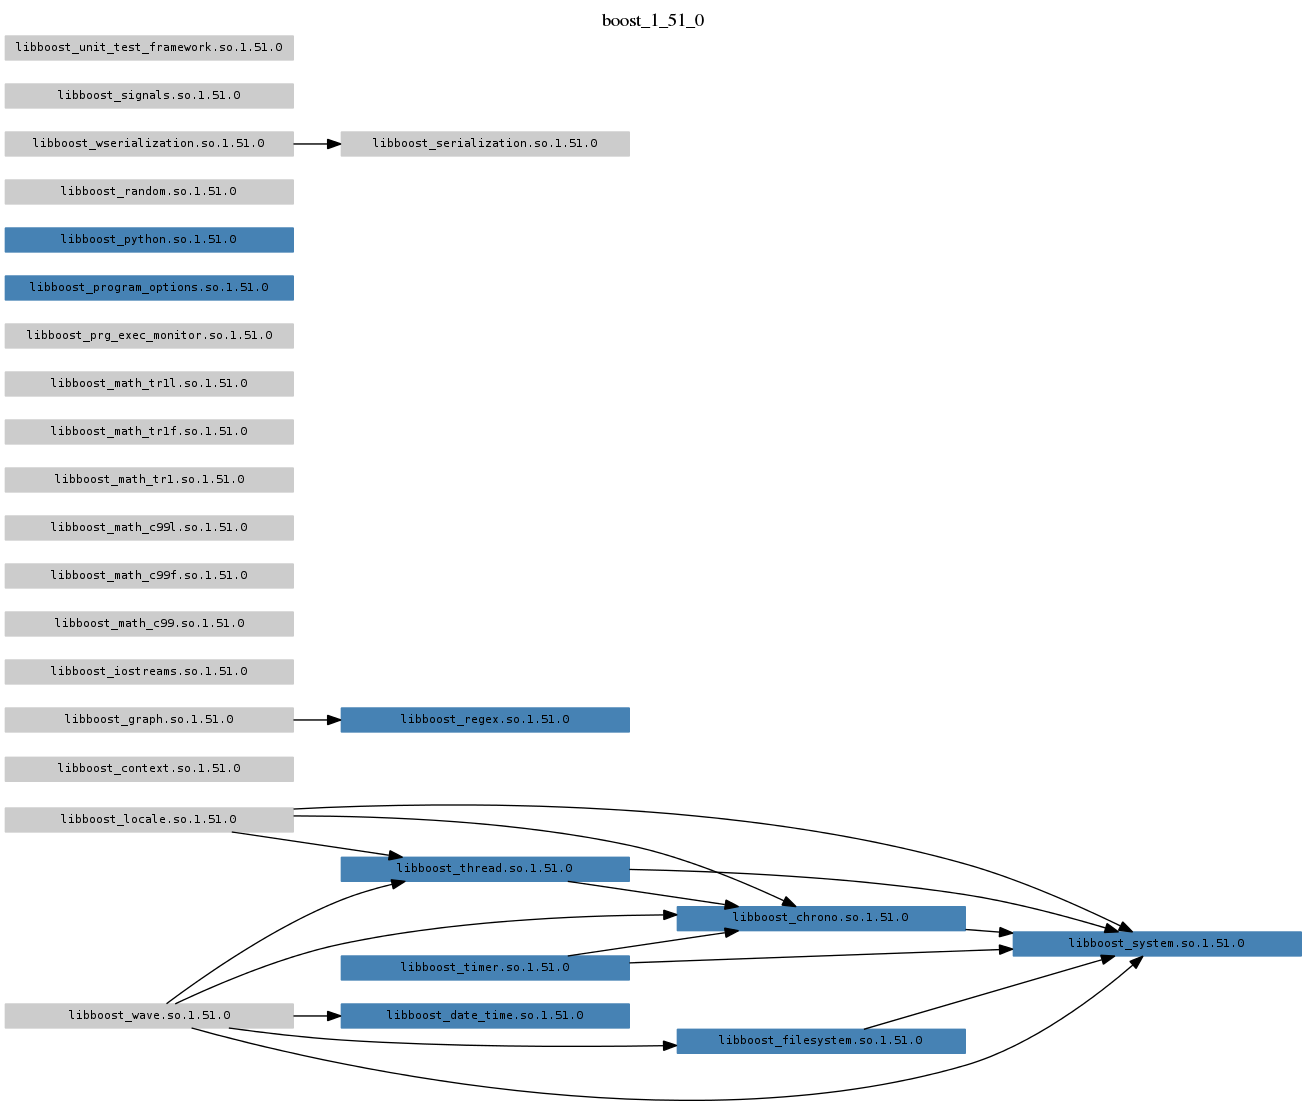 boost_1_51_0
libboost_unit_test_framework.so.1.51.0
libboost_signals.so.1.51.0
libboost_wserialization.so.1.51.0
libboost_serialization.so.1.51.0
libboost_random.so.1.51.0
libboost_python.so.1.51.0
libboost_program_options.so.1.51.0
libboost_prg_exec_monitor.so.1.51.0
libboost_math_tr1l.so.1.51.0
libboost_math_tr1f.so.1.51.0
libboost_math_tr1.so.1.51.0
libboost_math_c99l.so.1.51.0
libboost_math_c99f.so.1.51.0
libboost_math_c99.so.1.51.0
libboost_iostreams.so.1.51.0
libboost_graph.so.1.51.0
libboost_regex.so.1.51.0
libboost_context.so.1.51.0
libboost_locale.so.1.51.0
libboost_thread.so.1.51.0
libboost_chrono.so.1.51.0
libboost_system.so.1.51.0
libboost_timer.so.1.51.0
libboost_wave.so.1.51.0
libboost_date_time.so.1.51.0
libboost_filesystem.so.1.51.0